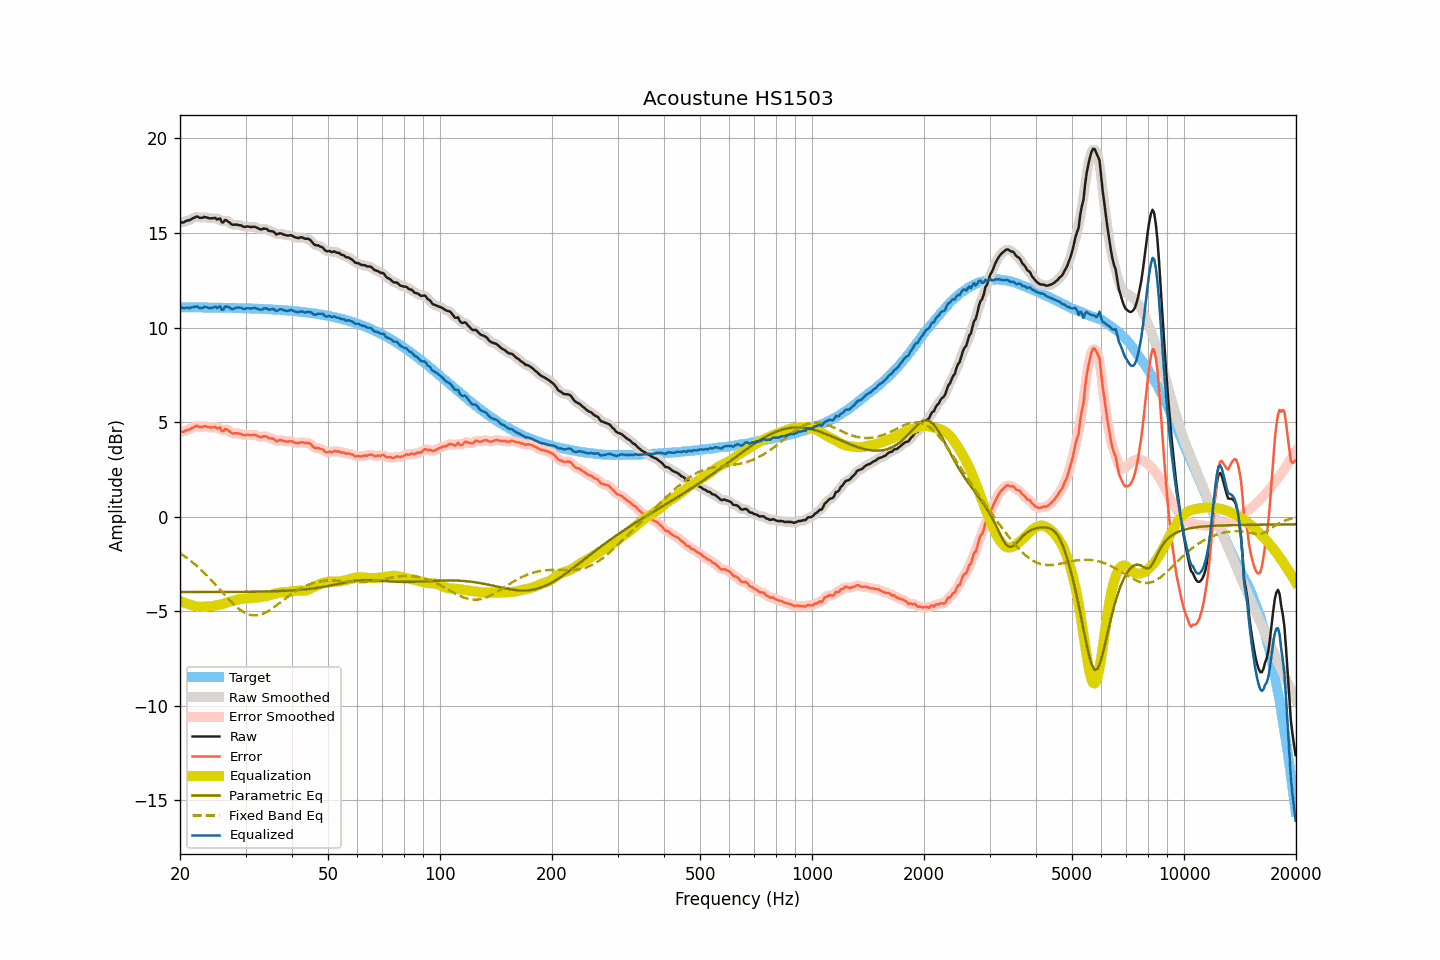 Acoustune HS1503
Amplitude (dBr)
20
15
10
5
0
−5
−10
−15
Target
Raw Smoothed
Error Smoothed
Raw
Error
Equalization
Parametric Eq
Fixed Band Eq
Equalized
20 50 100 200 500 1000 2000 5000 10000 20000
Frequency (Hz)